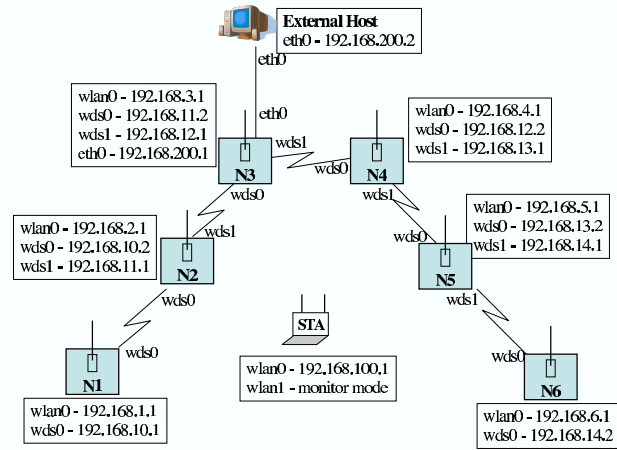 External Host
eth0 - 192.168.200.2
eth0
wlan0 - 192.168.3.1
wds0 - 192.168.11.2
wds1 - 192.168.12.1
eth0 - 192.168.200.1
eth0
wds1
N3
wds0
wlan0 - 192.168.4.1
wds0 - 192.168.12.2
wds1 - 192.168.13.1
wds0
N4
wds1
wlan0 - 192.168.2.1
wds0 - 192.168.10.2
wds1 - 192.168.11.1
wds1
N2
wds0
wlan0 - 192.168.5.1
wds0 - 192.168.13.2
wds1 - 192.168.14.1
wds0
N5
wds1
STA
wlan0 - 192.168.100.1
wlan1 - monitor mode
wds0
N1
wlan0 - 192.168.1.1
wds0 - 192.168.10.1
wds0
N6
wlan0 - 192.168.6.1
wds0 - 192.168.14.2